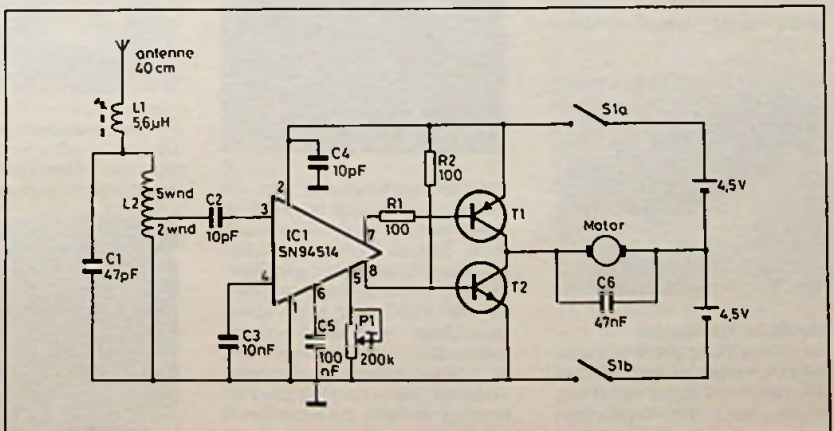 antenne
40 cm
L1
5,6µH
S1a
C4
10pF
R2
100
4,5V
5wnd
L2
2 wnd
C2
10pF
2
3
IC1
SN94514
4
1
6
5
8
7
R1
100
T1
Motor
C1
47pF
T2
C6
47nF
C3
10nF
C5
100
nF
P1
200k
4,5V
S1b